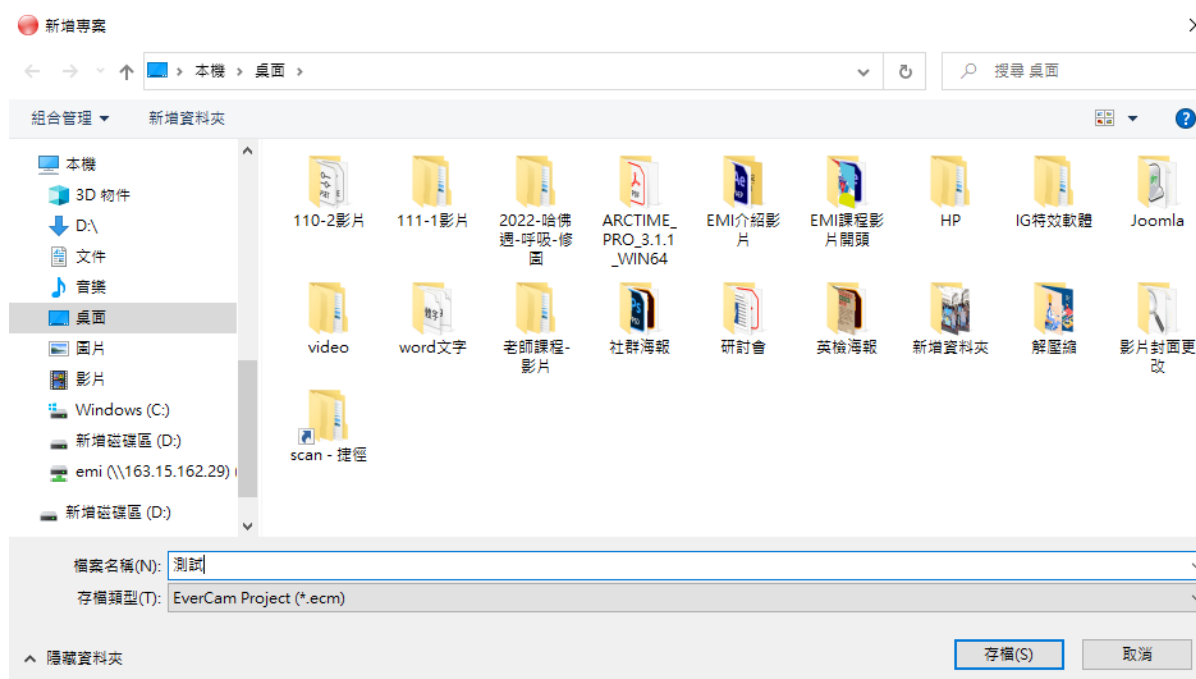 新增專案
本機 > 桌面 >
搜尋 桌面
組合管理
新增資料夾
本機
3D 物件
D:\
文件
音樂
桌面
圖片
影片
Windows (C:)
新增磁碟區 (D:)
emi (\\163.15.162.29) (
新增磁碟區 (D:)
110-2影片
111-1影片
2022-哈佛
週-呼吸-修
圖
ARCTIME_
PRO_3.1.1
_WIN64
EMI介紹影
片
EMI課程影
片開頭
HP
IG特效軟體
Joomla
video
word文字
老師課程-
影片
社群海報
研討會
英檢海報
新增資料夾
解壓縮
影片封面更
改
scan - 捷徑
檔案名稱(N): 測試
存檔類型(T): EverCam Project (*.ecm)
隱藏資料夾
存檔(S)
取消